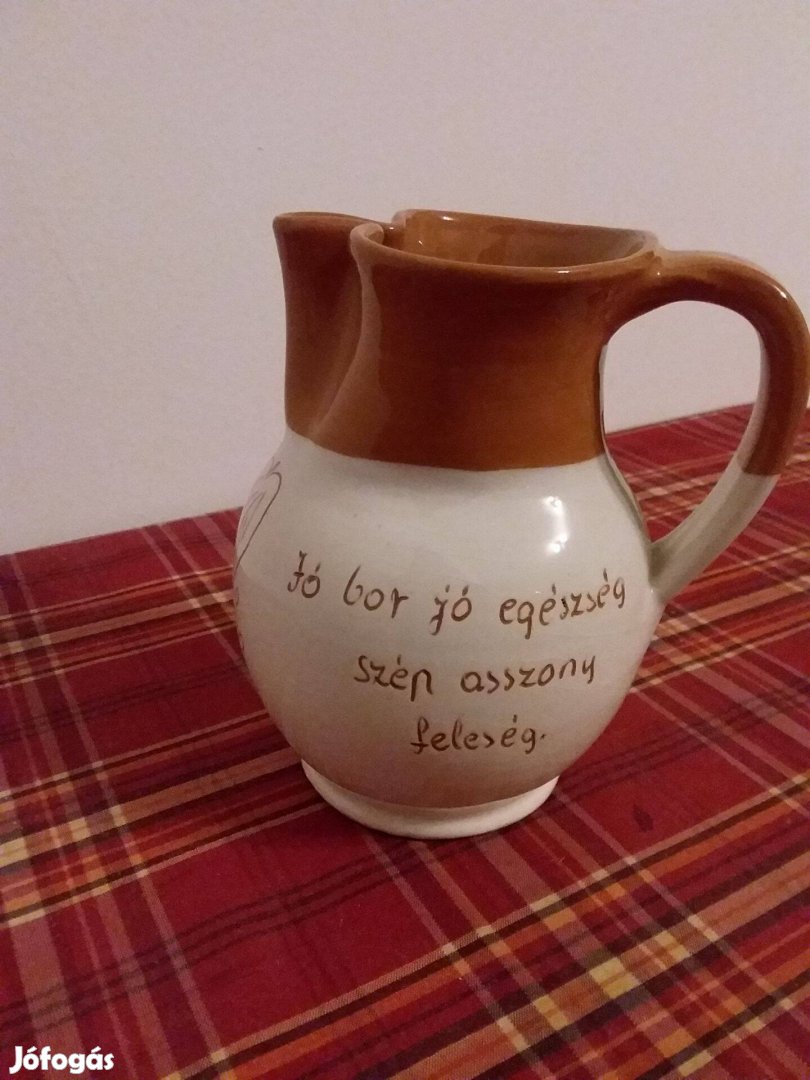 Jó bor jó egészség
szép asszony
feleség.
Jófogás